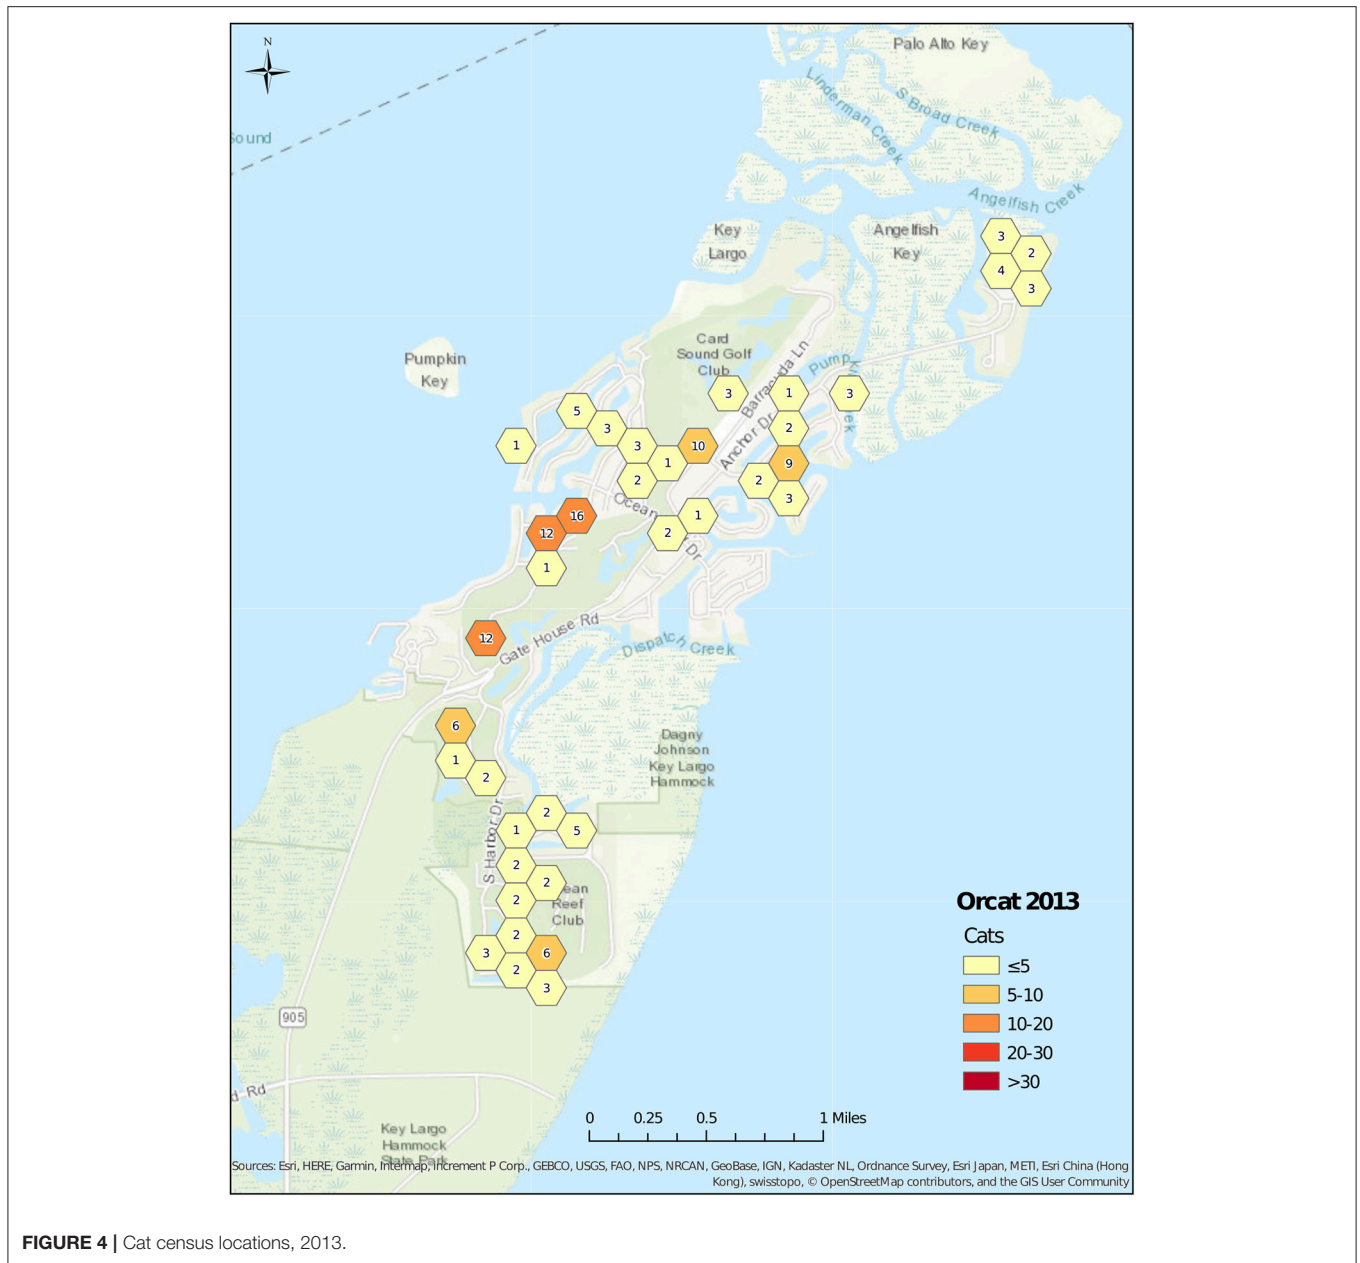 N
Palo Alto Key
Linderman Creek
S Broad Creek
Sound
Angelfish Creek
Key
Largo
Angelfish
Key
3
2
4
3
Card
Sound Golf
Club
Pumpkin
Key
Barracuda Ln
Pump
Anchor Dr
3
1
3
5
3
2
1
3
10
1
9
2
2
3
Ocean
Dr
16
1
12
2
1
12
Gate House Rd
Dispatch Creek
6
Dagny
Johnson
Key Largo
Hammock
1
2
S Harbor Dr
2
1
5
2
2
ean
Reef
Club
2
2
3
6
2
3
905
d Rd
Key Largo
Hammock
State Park
Orcat 2013
Cats
≤5
5-10
10-20
20-30
>30
0 0.25 0.5 1 Miles
Sources: Esri, HERE, Garmin, Intermap, increment P Corp., GEBCO, USGS, FAO, NPS, NRCAN, GeoBase, IGN, Kadaster NL, Ordnance Survey, Esri Japan, METI, Esri China (Hong
Kong), swisstopo, © OpenStreetMap contributors, and the GIS User Community
FIGURE 4 | Cat census locations, 2013.